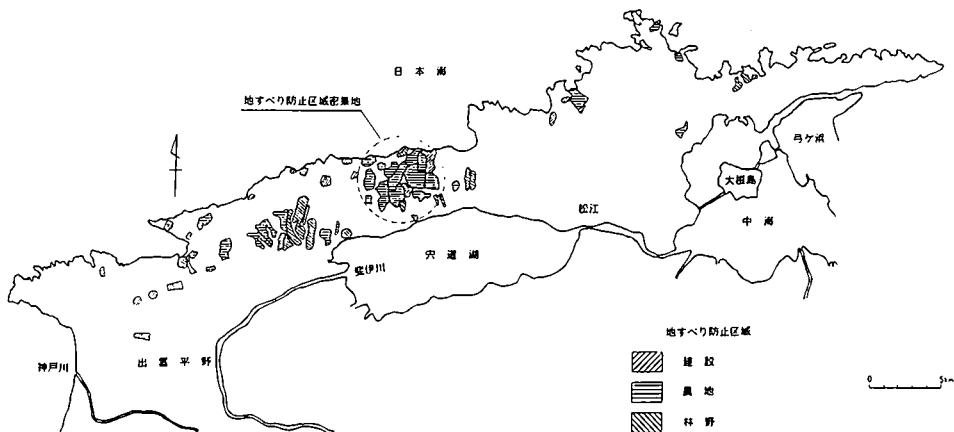 日本海
地すべり防止区域密集地
弓ケ浜
大根島
松江
中海
宍道湖
斐伊川
地すべり防止区域
神戸川
出雲平野
建設
農地
林野
0 5km